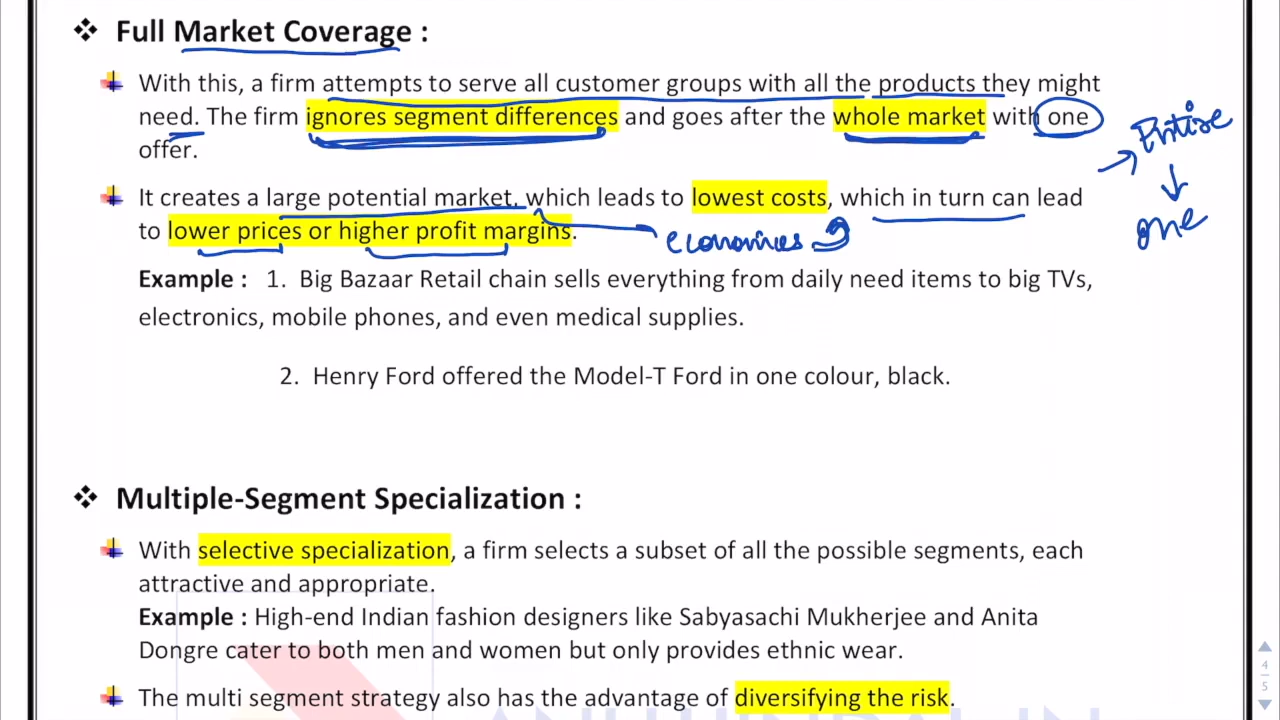 ❖ Full Market Coverage :
With this, a firm attempts to serve all customer groups with all the products they might
need. The firm ignores segment differences and goes after the whole market with one
offer.
→ Entire
↓
one
It creates a large potential market, which leads to lowest costs, which in turn can lead
to lower prices or higher profit margins.
economies
Example : 1. Big Bazaar Retail chain sells everything from daily need items to big TVs,
electronics, mobile phones, and even medical supplies.
2. Henry Ford offered the Model-T Ford in one colour, black.
❖ Multiple-Segment Specialization :
With selective specialization, a firm selects a subset of all the possible segments, each
attractive and appropriate.
Example : High-end Indian fashion designers like Sabyasachi Mukherjee and Anita
Dongre cater to both men and women but only provides ethnic wear.
The multi segment strategy also has the advantage of diversifying the risk.
4
5